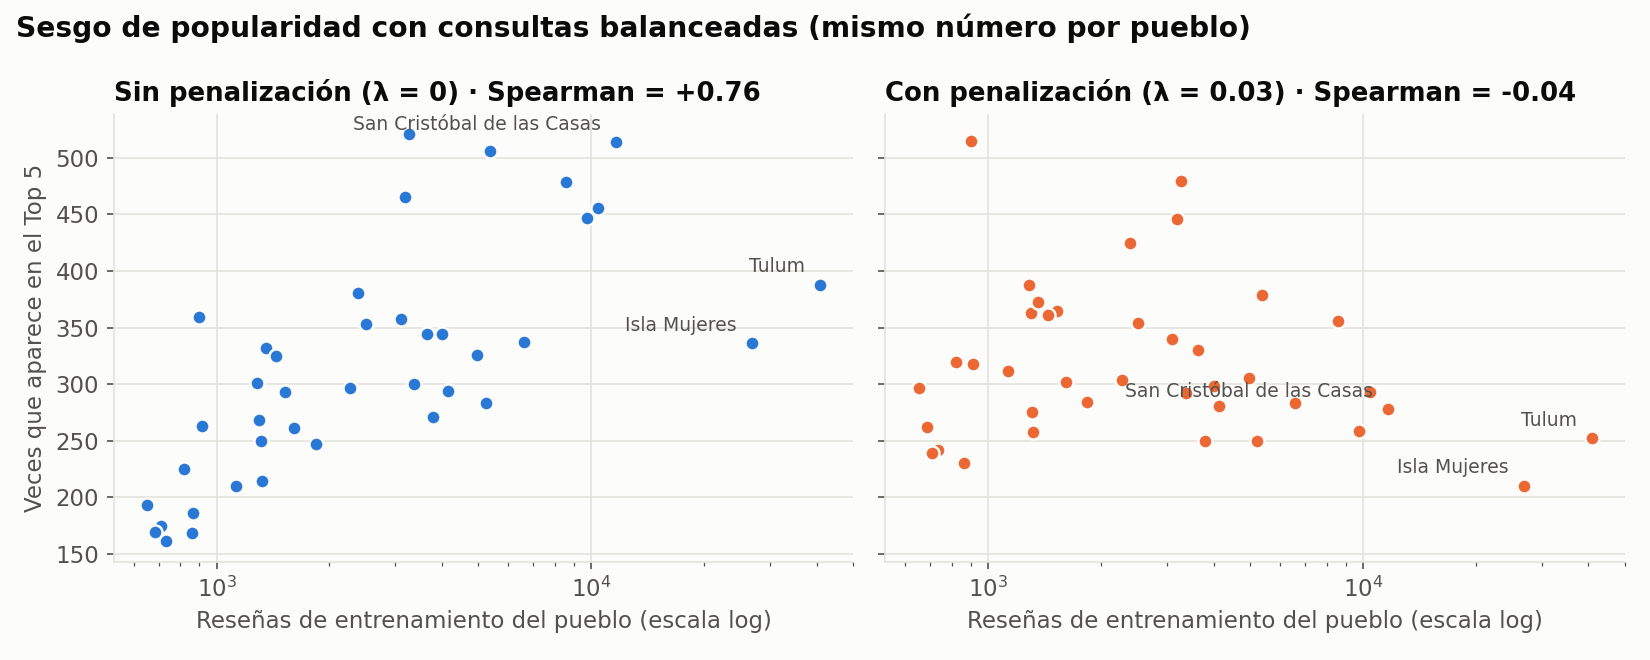 Sesgo de popularidad con consultas balanceadas (mismo número por pueblo)
Sin penalización (λ = 0) · Spearman = +0.76
Con penalización (λ = 0.03) · Spearman = -0.04
Veces que aparece en el Top 5
500
450
400
350
300
250
200
150
San Cristóbal de las Casas
Tulum
Isla Mujeres
10³
10⁴
Reseñas de entrenamiento del pueblo (escala log)
San Cristóbal de las Casas
Tulum
Isla Mujeres
10³
10⁴
Reseñas de entrenamiento del pueblo (escala log)